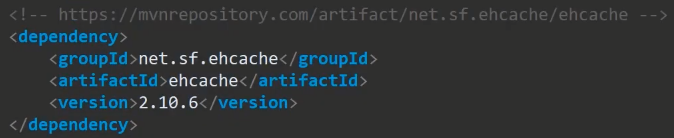 <!-- https://mvnrepository.com/artifact/net.sf.ehcache/ehcache -->
<dependency>
    <groupId>net.sf.ehcache</groupId>
    <artifactId>ehcache</artifactId>
    <version>2.10.6</version>
</dependency>